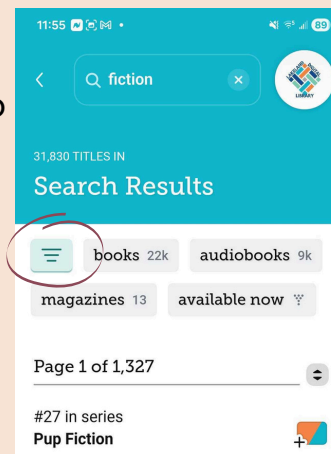 11:55
89
fiction
LIBRARY
31,830 TITLES IN
Search Results
books 22k
audiobooks 9k
magazines 13
available now
Page 1 of 1,327
#27 in series
Pup Fiction